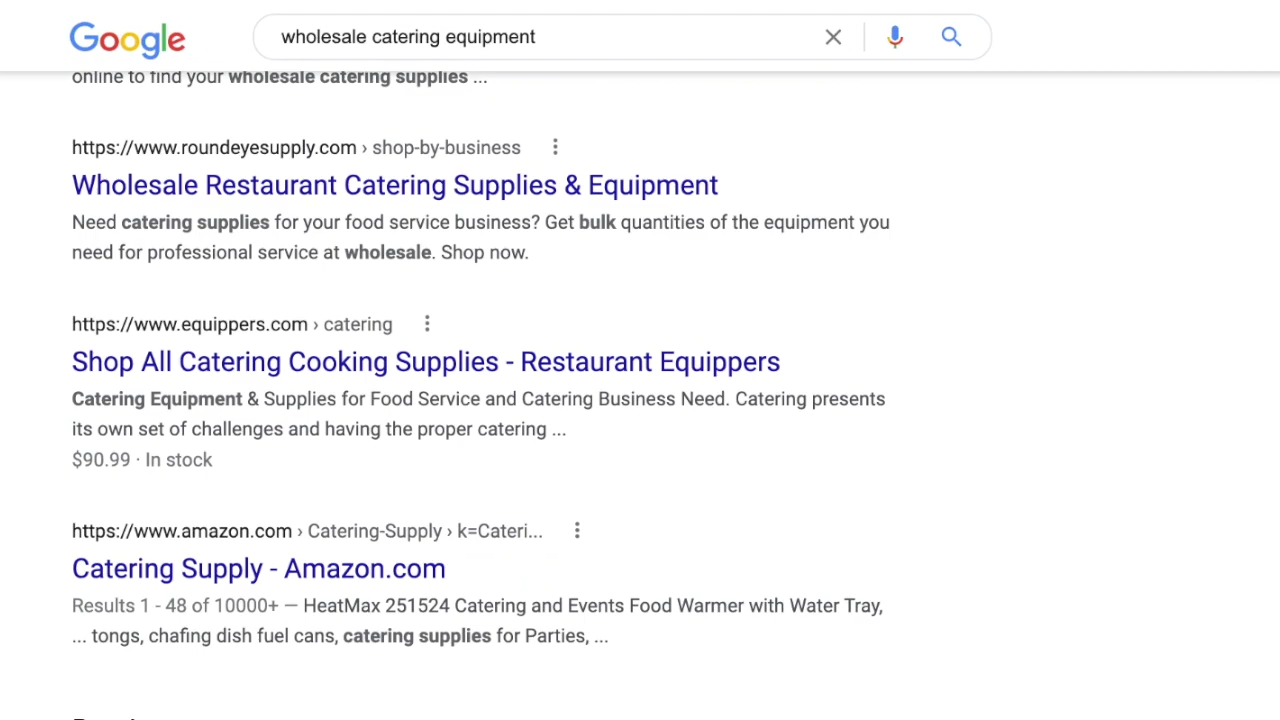 Google
wholesale catering equipment
online to find your wholesale catering supplies ...
https://www.roundeyesupply.com › shop-by-business
Wholesale Restaurant Catering Supplies & Equipment
Need catering supplies for your food service business? Get bulk quantities of the equipment you
need for professional service at wholesale. Shop now.
https://www.equippers.com › catering
Shop All Catering Cooking Supplies - Restaurant Equippers
Catering Equipment & Supplies for Food Service and Catering Business Need. Catering presents
its own set of challenges and having the proper catering ...
$90.99 · In stock
https://www.amazon.com › Catering-Supply › k=Cateri...
Catering Supply - Amazon.com
Results 1 - 48 of 10000+ — HeatMax 251524 Catering and Events Food Warmer with Water Tray,
... tongs, chafing dish fuel cans, catering supplies for Parties, ...